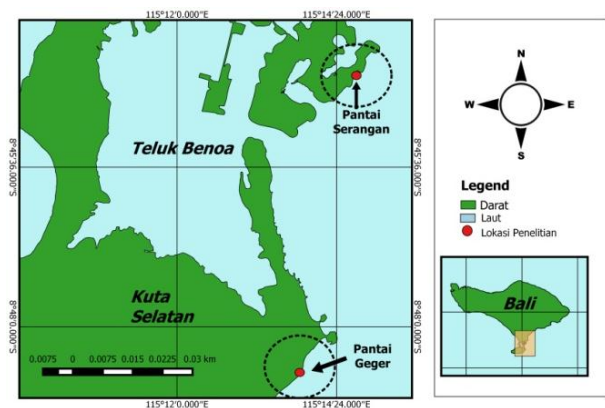 115°12'0.000"E 115°14'24.000"E
Pantai
Serangan
Teluk Benoa
8°45'36.000"S 8°45'36.000"S
Kuta
Selatan
8°48'0.000"S 8°48'0.000"S
0.0075 0 0.0075 0.015 0.0225 0.03 km
Pantai
Geger
115°12'0.000"E 115°14'24.000"E
N
W E
S
Legend
Darat
Laut
Lokasi Penelitian
Bali